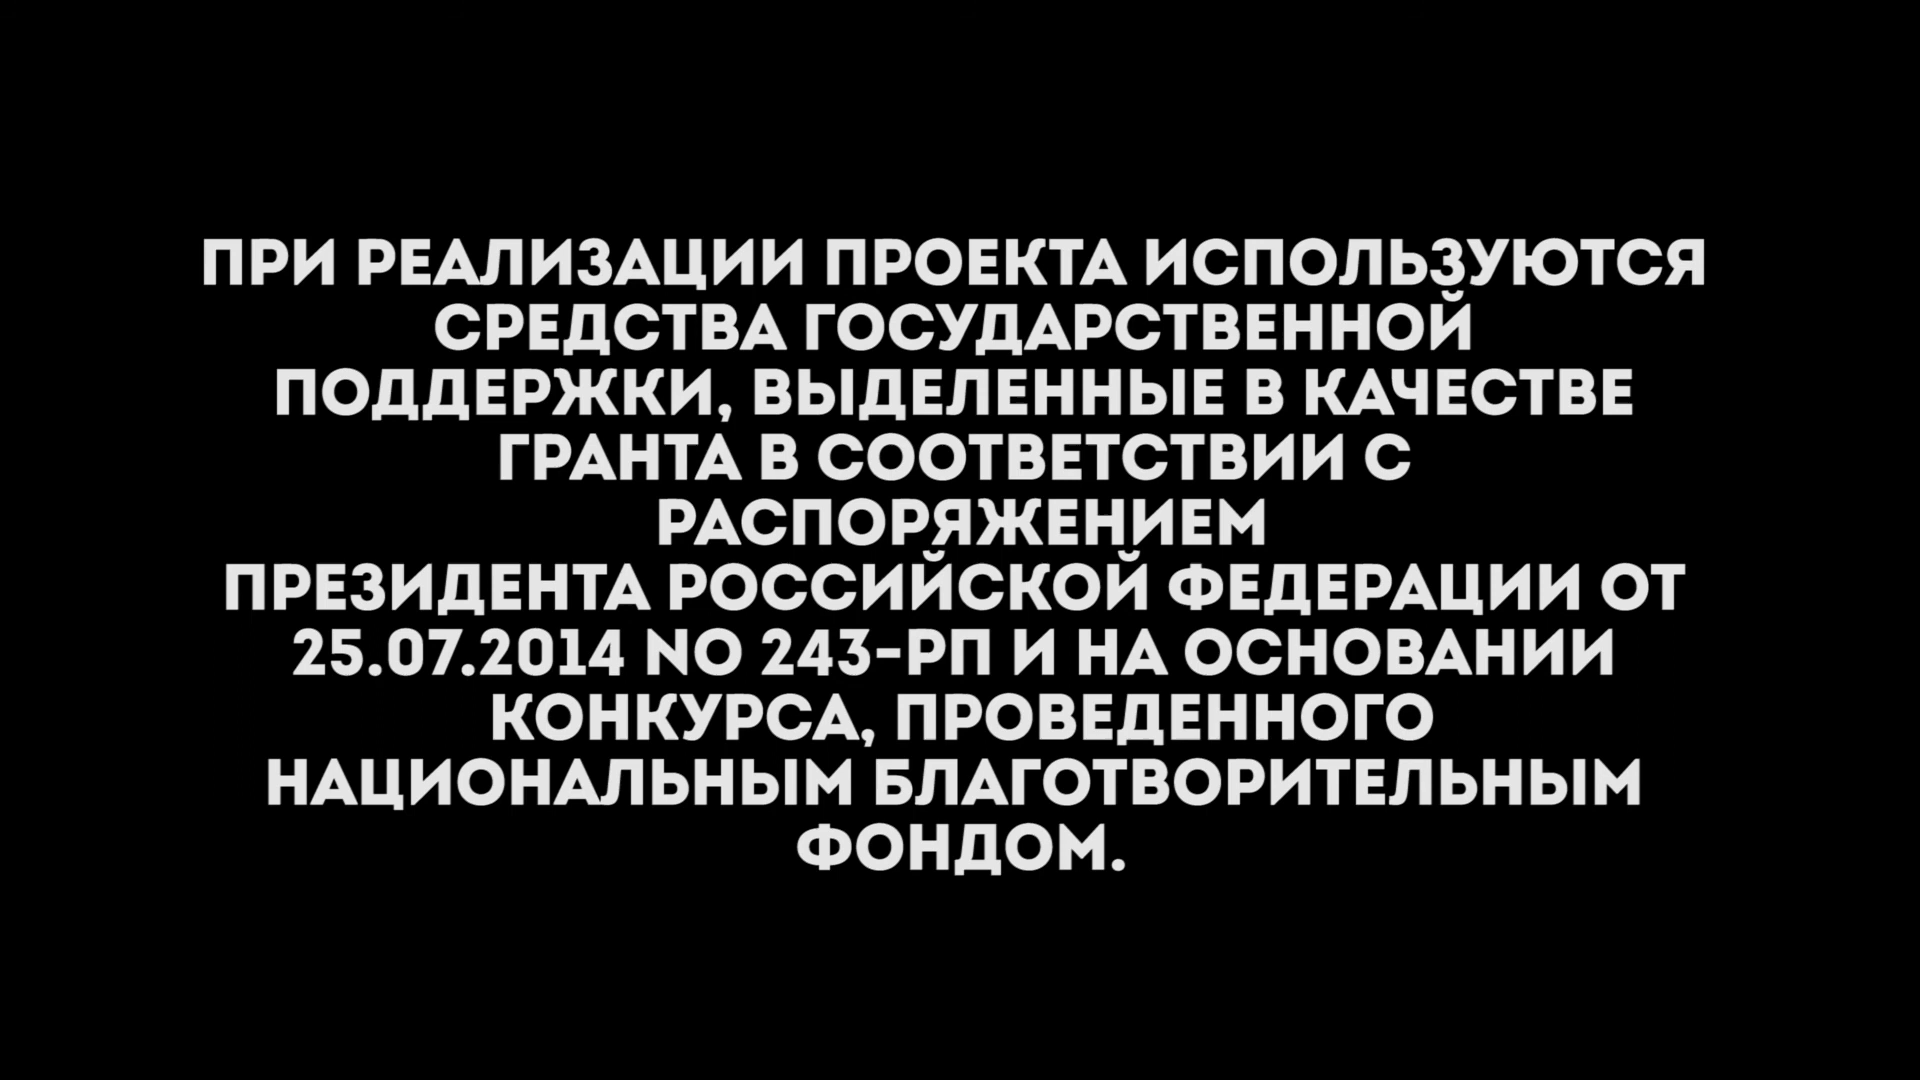 ПРИ РЕАЛИЗАЦИИ ПРОЕКТА ИСПОЛЬЗУЮТСЯ
СРЕДСТВА ГОСУДАРСТВЕННОЙ
ПОДДЕРЖКИ, ВЫДЕЛЕННЫЕ В КАЧЕСТВЕ
ГРАНТА В СООТВЕТСТВИИ С
РАСПОРЯЖЕНИЕМ
ПРЕЗИДЕНТА РОССИЙСКОЙ ФЕДЕРАЦИИ ОТ
25.07.2014 NO 243-РП И НА ОСНОВАНИИ
КОНКУРСА, ПРОВЕДЕННОГО
НАЦИОНАЛЬНЫМ БЛАГОТВОРИТЕЛЬНЫМ
ФОНДОМ.